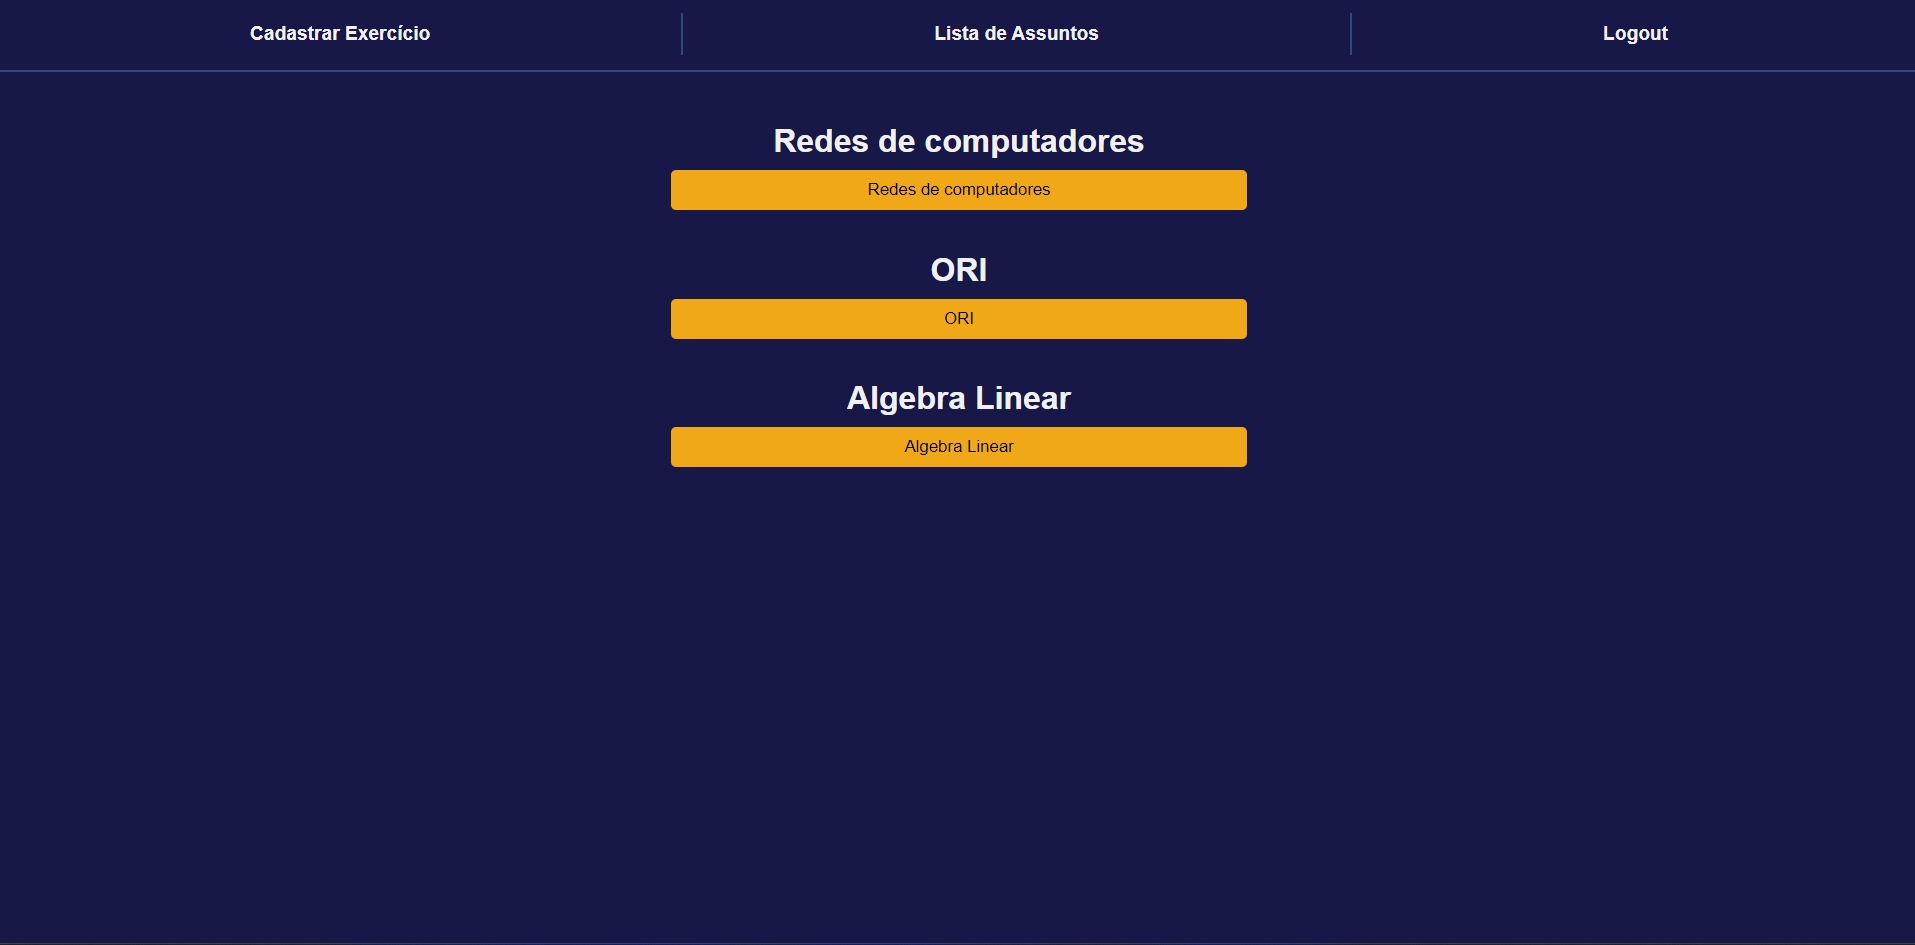 Cadastrar Exercício
Lista de Assuntos
Logout
Redes de computadores
Redes de computadores
ORI
ORI
Algebra Linear
Algebra Linear